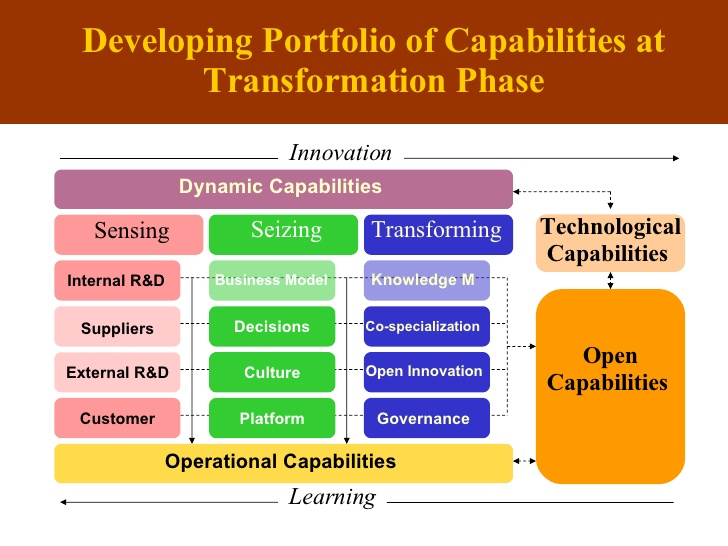 Developing Portfolio of Capabilities at
Transformation Phase
Innovation
Dynamic Capabilities
Sensing
Seizing
Transforming
Technological
Capabilities
Internal R&D
Business Model
Knowledge M
Suppliers
Decisions
Co-specialization
External R&D
Culture
Open Innovation
Open
Capabilities
Customer
Platform
Governance
Operational Capabilities
Learning